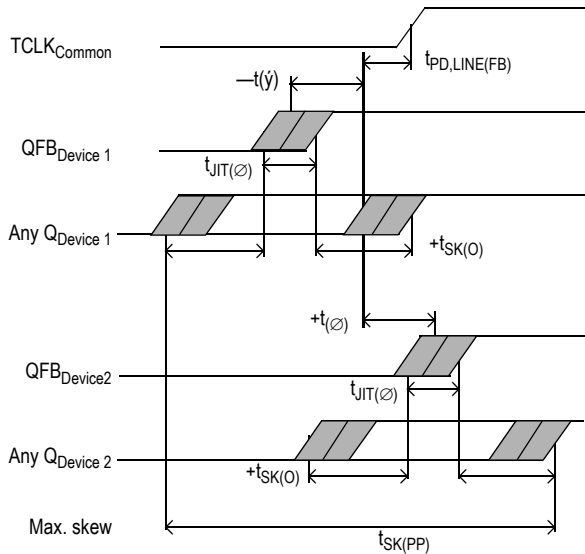 TCLKCommon
tPD,LINE(FB)
—t(ý)
QFBDevice 1
tJIT(∅)
Any QDevice 1
+tSK(O)
+t(∅)
QFBDevice2
tJIT(∅)
Any QDevice 2
+tSK(O)
Max. skew
tSK(PP)